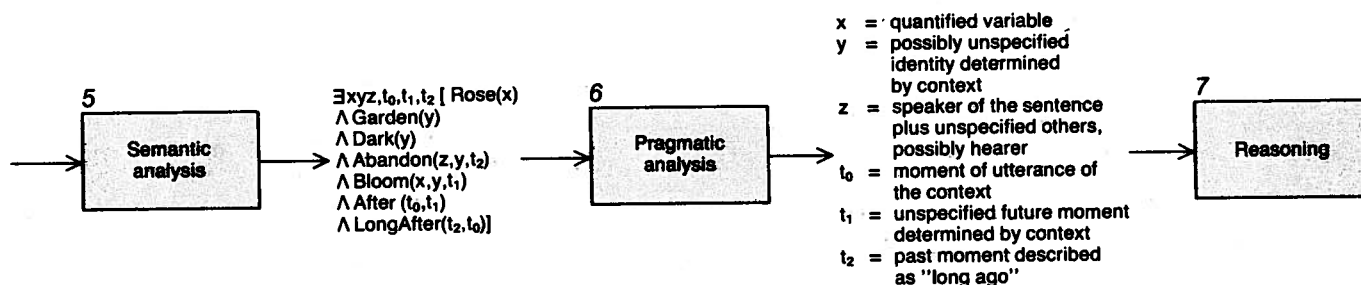 5
Semantic
analysis
∃xyz,t₀,t₁,t₂ [ Rose(x)
Λ Garden(y)
Λ Dark(y)
Λ Abandon(z,y,t₂)
Λ Bloom(x,y,t₁)
Λ After (t₀,t₁)
Λ LongAfter(t₂,t₀)]
6
Pragmatic
analysis
x = quantified variable
y = possibly unspecified
identity determined
by context
z = speaker of the sentence
plus unspecified others,
possibly hearer
t₀ = moment of utterance of
the context
t₁ = unspecified future moment
determined by context
t₂ = past moment described
as "long ago"
7
Reasoning